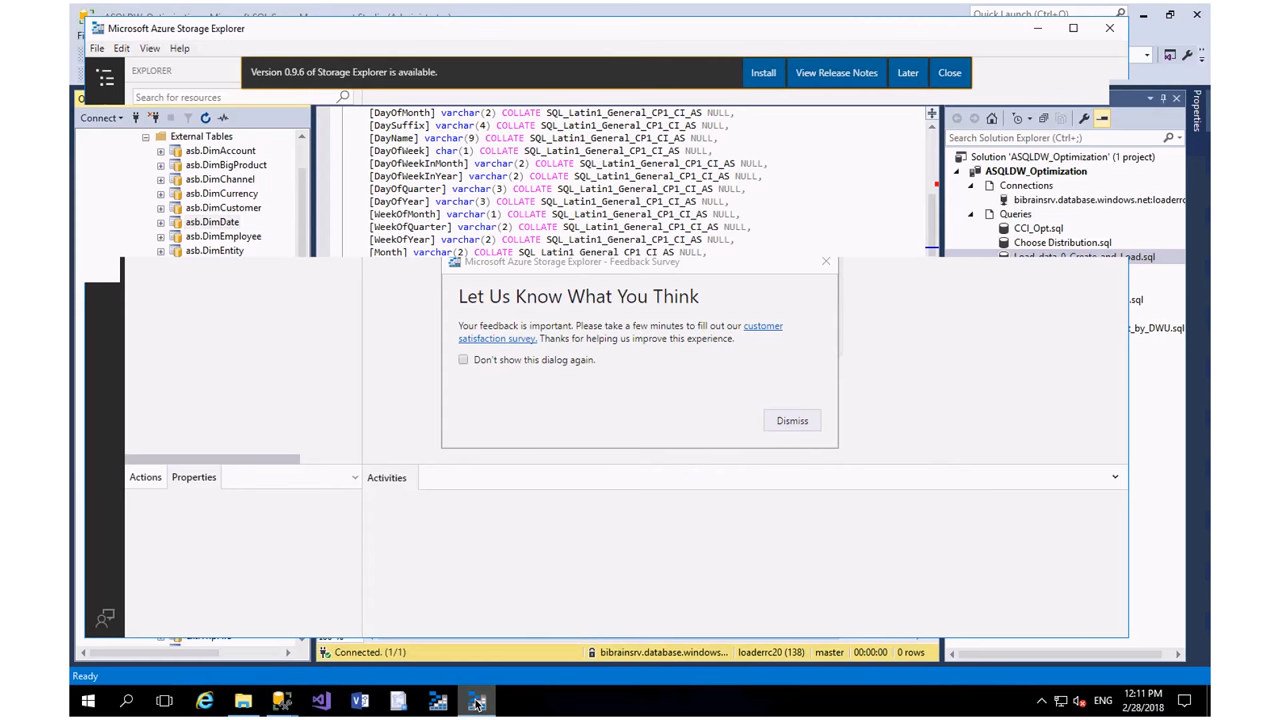 Quick Launch (Ctrl+;)
Microsoft Azure Storage Explorer
File Edit View Help
EXPLORER
Version 0.9.6 of Storage Explorer is available.
Install View Release Notes Later Close
Search for resources
Connect
External Tables
asb.DimAccount
asb.DimBigProduct
asb.DimChannel
asb.DimCurrency
asb.DimCustomer
asb.DimDate
asb.DimEmployee
asb.DimEntity
[DayOfMonth] varchar(2) COLLATE SQL_Latin1_General_CP1_CI_AS NULL,
[DaySuffix] varchar(4) COLLATE SQL_Latin1_General_CP1_CI_AS NULL,
[DayName] varchar(9) COLLATE SQL_Latin1_General_CP1_CI_AS NULL,
[DayOfWeek] char(1) COLLATE SQL_Latin1_General_CP1_CI_AS NULL,
[DayOfWeekInMonth] varchar(2) COLLATE SQL_Latin1_General_CP1_CI_AS NULL,
[DayOfWeekInYear] varchar(2) COLLATE SQL_Latin1_General_CP1_CI_AS NULL,
[DayOfQuarter] varchar(3) COLLATE SQL_Latin1_General_CP1_CI_AS NULL,
[DayOfYear] varchar(3) COLLATE SQL_Latin1_General_CP1_CI_AS NULL,
[WeekOfMonth] varchar(1) COLLATE SQL_Latin1_General_CP1_CI_AS NULL,
[WeekOfQuarter] varchar(2) COLLATE SQL_Latin1_General_CP1_CI_AS NULL,
[WeekOfYear] varchar(2) COLLATE SQL_Latin1_General_CP1_CI_AS NULL,
[Month] varchar(2) COLLATE SQL_Latin1_General_CP1_CI_AS NULL,
Properties
Search Solution Explorer (Ctrl+;)
Solution 'ASQLDW_Optimization' (1 project)
ASQLDW_Optimization
Connections
bibrainsrv.database.windows.net:loaderrc
Queries
CCI_Opt.sql
Choose Distribution.sql
Load_data_0_Create_and_Load.sql
.sql
t_by_DWU.sql
Microsoft Azure Storage Explorer - Feedback Survey
Let Us Know What You Think
Your feedback is important. Please take a few minutes to fill out our customer
satisfaction survey. Thanks for helping us improve this experience.
Don't show this dialog again.
Dismiss
Actions Properties
Activities
Connected. (1/1)
bibrainsrv.database.windows... loaderrc20 (138) master 00:00:00 0 rows
Ready
ENG
12:11 PM
2/28/2018